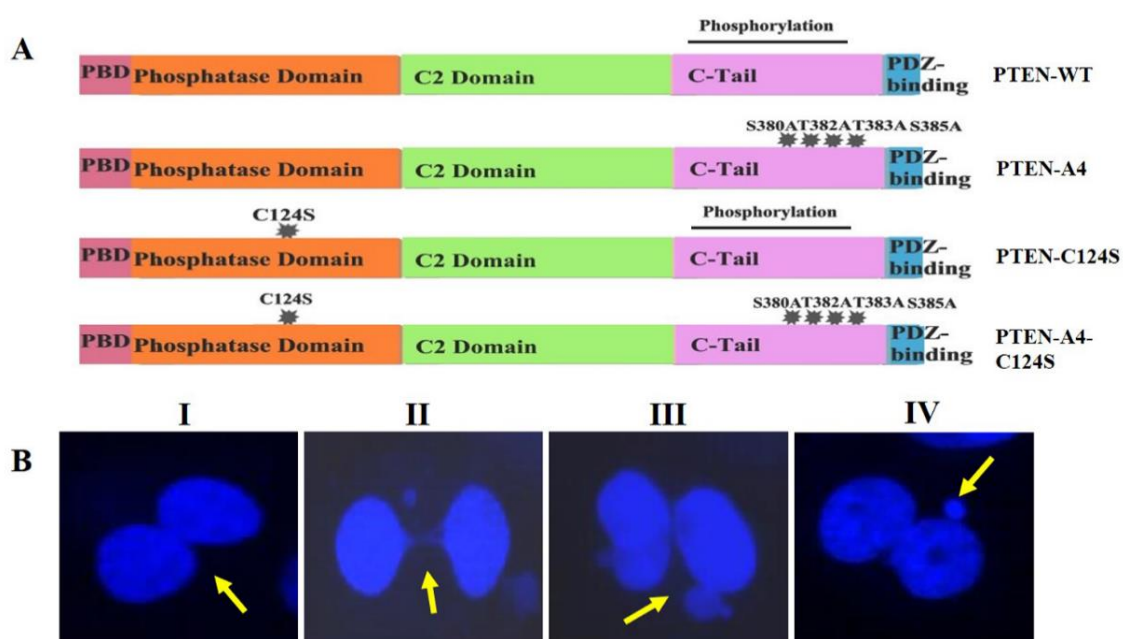 A
Phosphorylation
PBD Phosphatase Domain C2 Domain C-Tail PDZ-
binding
PTEN-WT
S380AT382AT383A S385A
PBD Phosphatase Domain C2 Domain C-Tail PDZ-
binding
PTEN-A4
C124S Phosphorylation
PBD Phosphatase Domain C2 Domain C-Tail PDZ-
binding
PTEN-C124S
C124S S380AT382AT383A S385A
PBD Phosphatase Domain C2 Domain C-Tail PDZ-
binding
PTEN-A4-
C124S
I II III IV
B